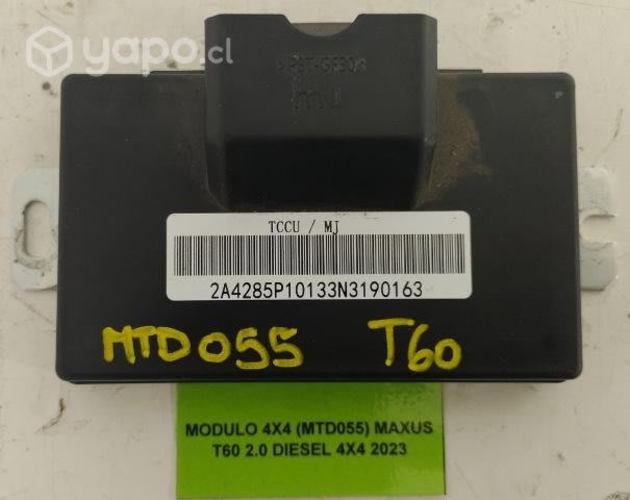 yapo.cl
TCCU / MJ
2A4285P10133N3190163
MTD055 T60
MODULO 4X4 (MTD055) MAXUS
T60 2.0 DIESEL 4X4 2023